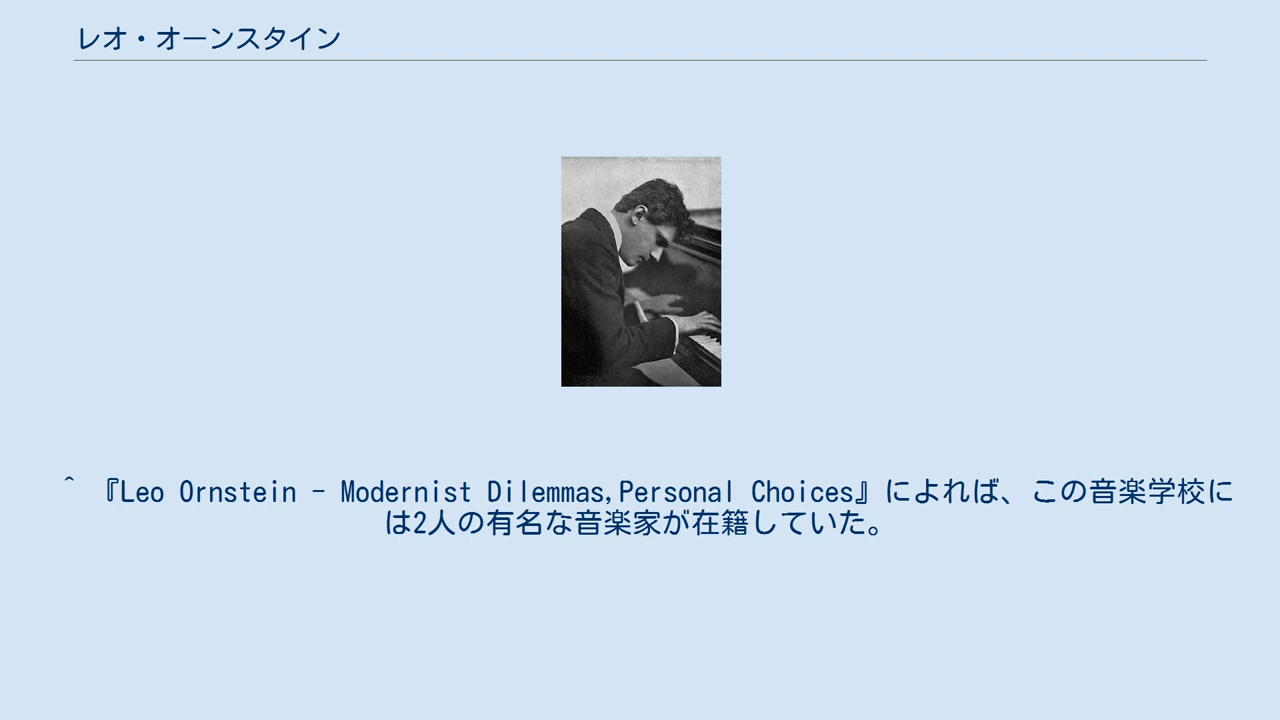 レオ・オーンスタイン
^ 『Leo Ornstein - Modernist Dilemmas,Personal Choices』によれば、この音楽学校に
は2人の有名な音楽家が在籍していた。